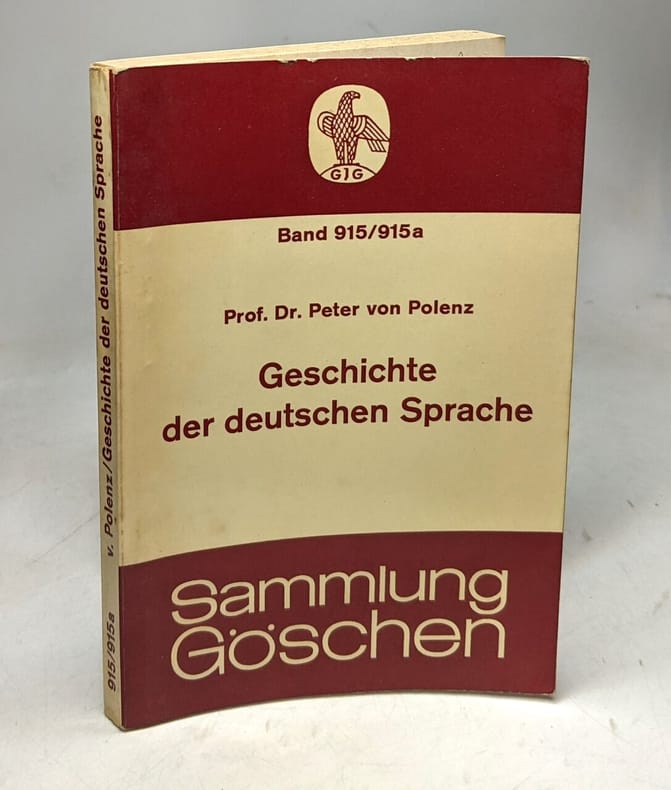 GJG
Band 915/915a
Prof. Dr. Peter von Polenz
Geschichte
der deutschen Sprache
Sammlung
Göschen
915/915a v. Polenz/Geschichte der deutschen Sprache